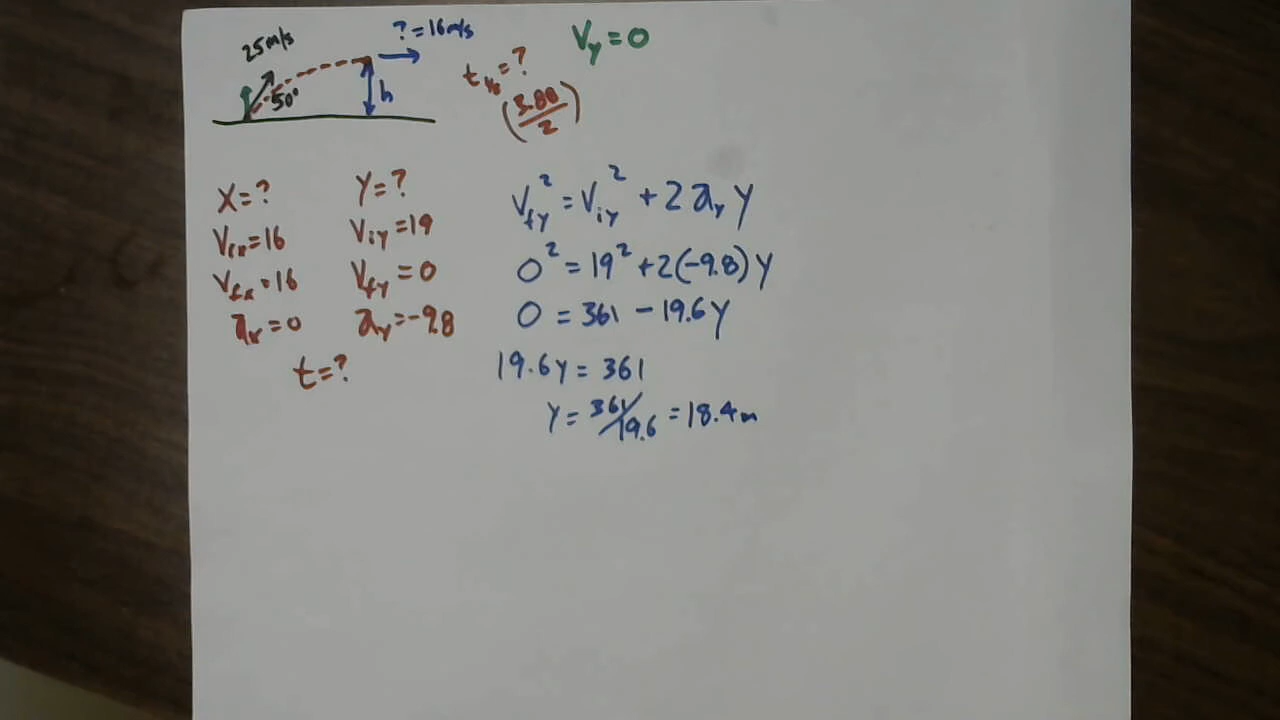 25m/s
? = 16m/s
50°
h
t½ = ?
(3.88/2)
Vy = 0
X = ?
Vix = 16
Vfx = 16
ax = 0
Y = ?
Viy = 19
Vfy = 0
ay = -9.8
t = ?
Vfy² = Viy² + 2ayY
0² = 19² + 2(-9.8)Y
0 = 361 - 19.6Y
19.6Y = 361
Y = 361/19.6 = 18.4m